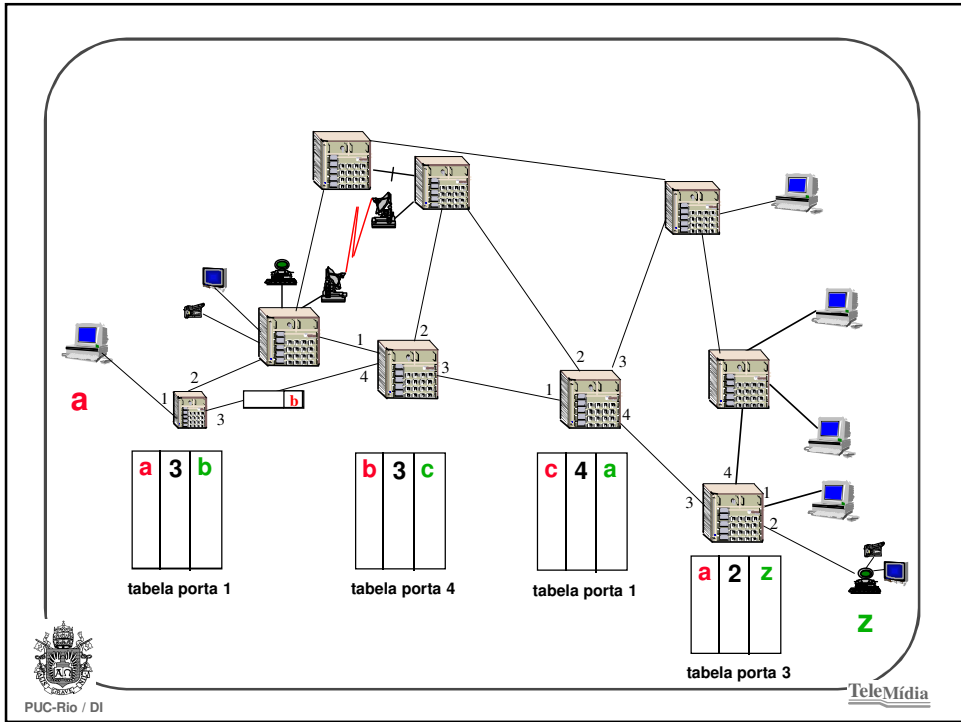 2
1
2
3
3
4
2
1
a
1
3
b
4
a 3 b
b 3 c
c 4 a
4
1
3
2
tabela porta 1
tabela porta 4
tabela porta 1
a 2 z
z
tabela porta 3
PUC-Rio / DI
TeleMídia